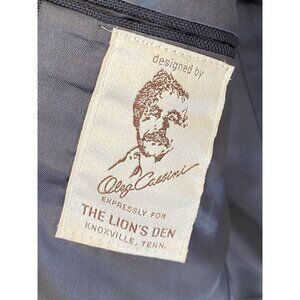 designed by
Oleg Cassini
EXPRESSLY FOR
THE LION'S DEN
KNOXVILLE, TENN.